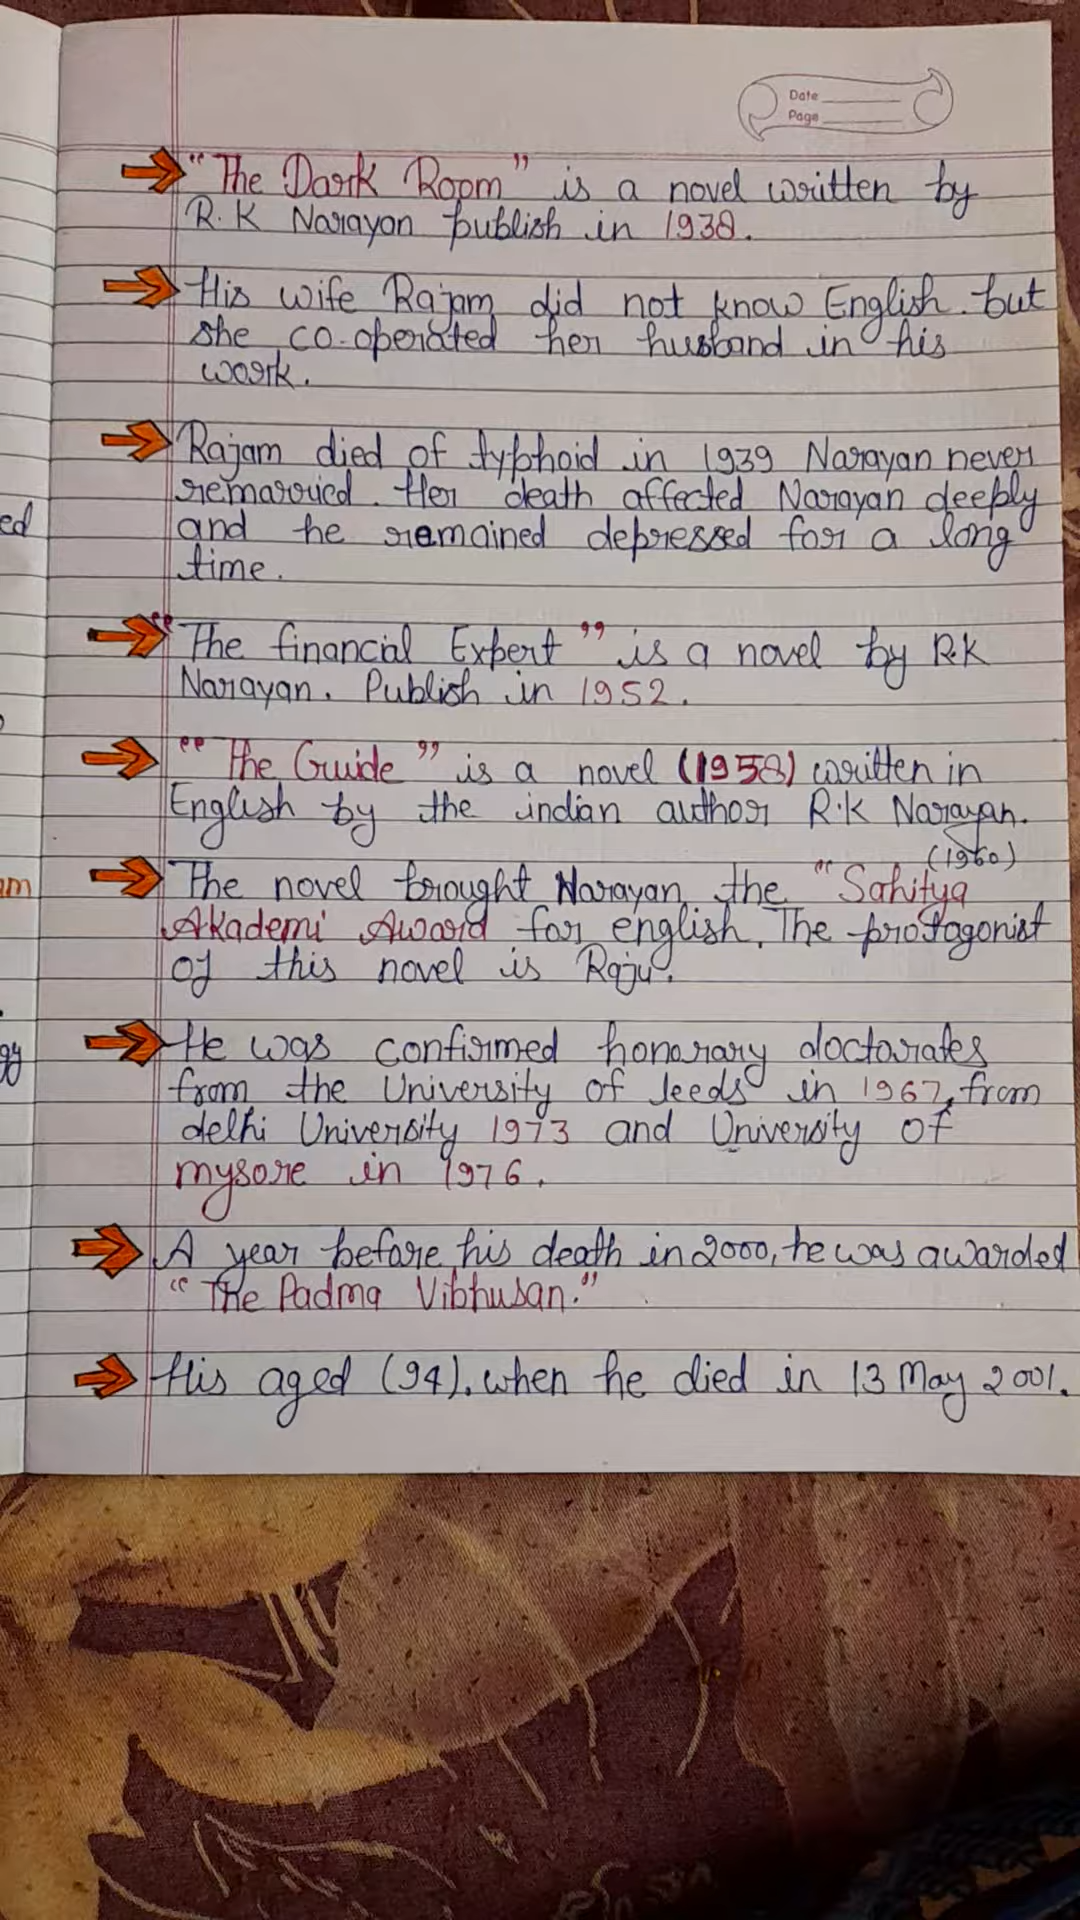 Date
Page
"The Dark Room" is a novel written by
R.K Narayan publish in 1938.
His wife Rajam did not know English. but
she co-operated her husband in his
work.
Rajam died of typhoid in 1939 Narayan never
remarried. Her death affected Narayan deeply
ed
and he remained depressed for a long
time.
"The financial Expert" is a novel by R.K
Narayan. Publish in 1952.
"The Guide" is a novel (1958) written in
English by the indian author R.K Narayan.
(1960)
am
The novel brought Narayan the "Sahitya
Akademi Award for english. The protagonist
of this novel is Raju.
gy
He was confirmed honorary doctorates
from the University of leeds in 1967, from
delhi University 1973 and University of
mysore in 1976.
A year before his death in 2000, he was awarded
"The Padma Vibhusan."
His aged (94). when he died in 13 May 2001.